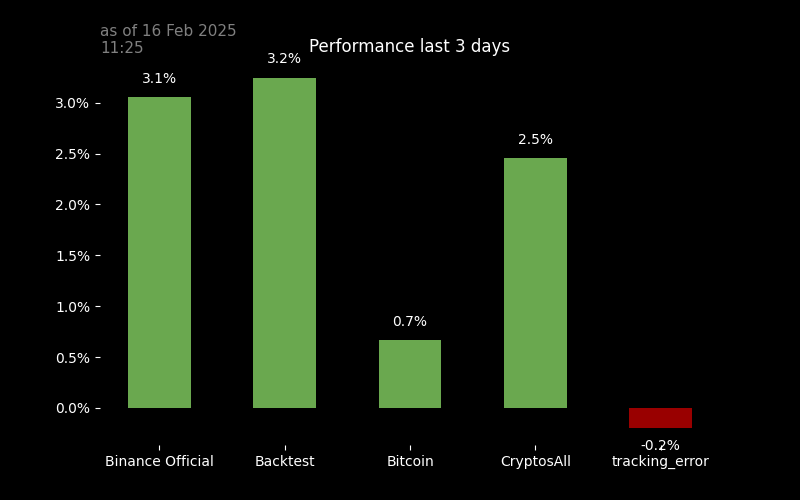 as of 16 Feb 2025
11:25
Performance last 3 days
3.1%
3.2%
0.7%
2.5%
-0.2%
3.0%
2.5%
2.0%
1.5%
1.0%
0.5%
0.0%
Binance Official
Backtest
Bitcoin
CryptosAll
tracking_error